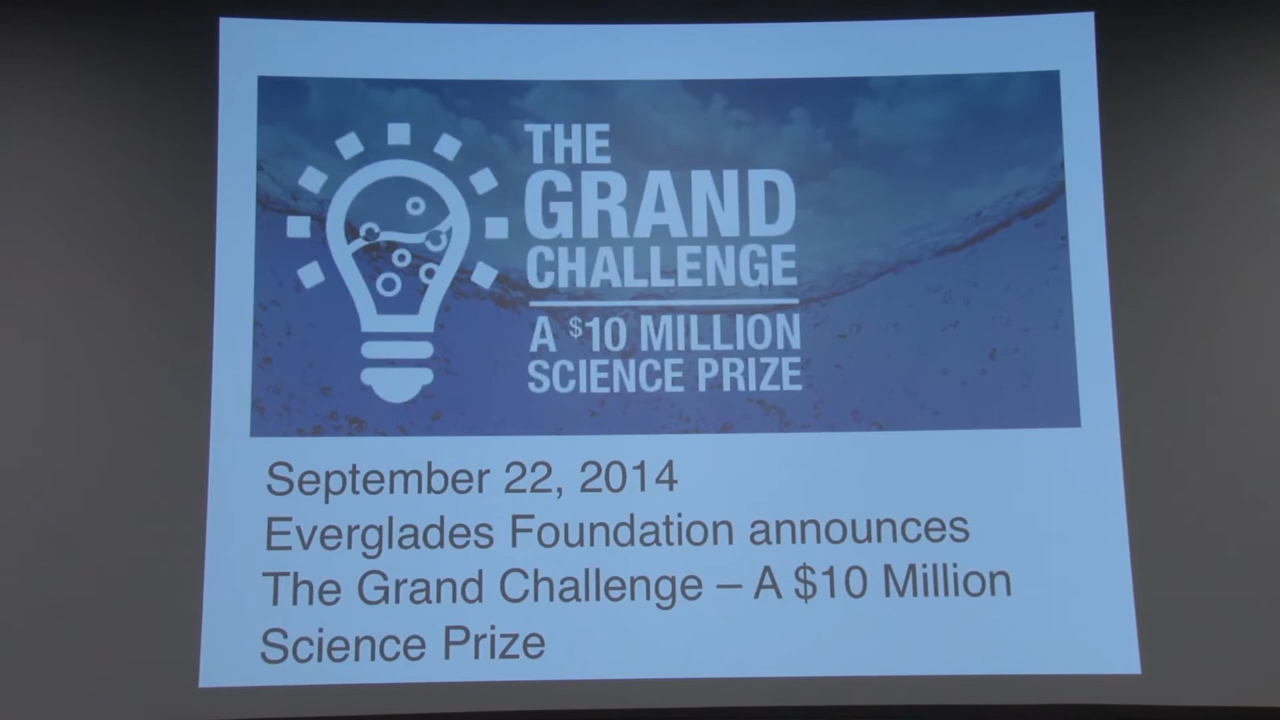 THE
GRAND
CHALLENGE
A $10 MILLION
SCIENCE PRIZE
September 22, 2014
Everglades Foundation announces
The Grand Challenge – A $10 Million
Science Prize